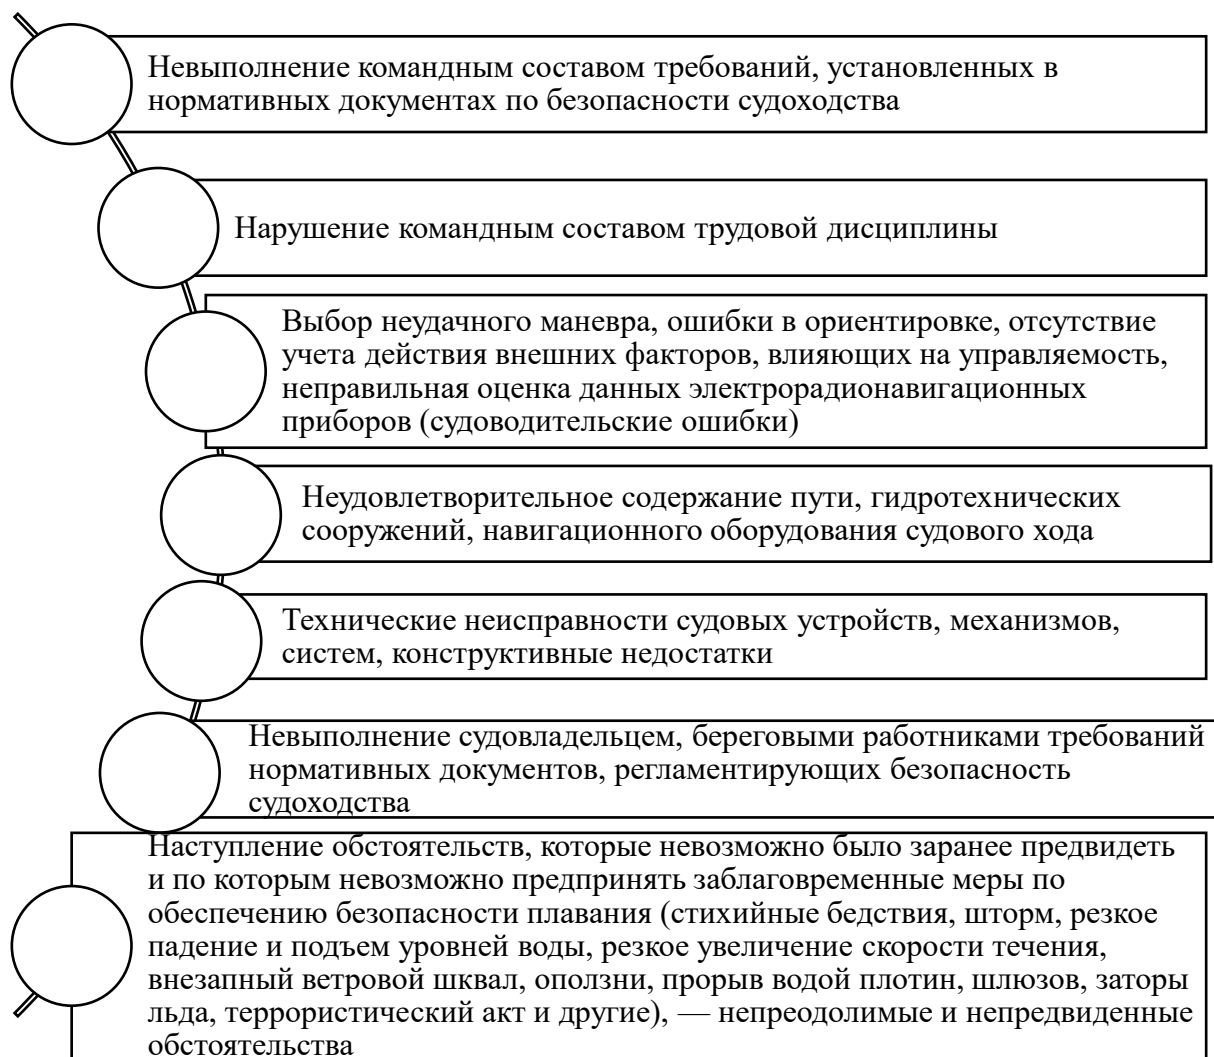 Невыполнение командным составом требований, установленных в
нормативных документах по безопасности судоходства
Нарушение командным составом трудовой дисциплины
Выбор неудачного маневра, ошибки в ориентировке, отсутствие
учета действия внешних факторов, влияющих на управляемость,
неправильная оценка данных электрорадионавигационных
приборов (судоводительские ошибки)
Неудовлетворительное содержание пути, гидротехнических
сооружений, навигационного оборудования судового хода
Технические неисправности судовых устройств, механизмов,
систем, конструктивные недостатки
Невыполнение судовладельцем, береговыми работниками требований
нормативных документов, регламентирующих безопасность
судоходства
Наступление обстоятельств, которые невозможно было заранее предвидеть
и по которым невозможно предпринять заблаговременные меры по
обеспечению безопасности плавания (стихийные бедствия, шторм, резкое
падение и подъем уровней воды, резкое увеличение скорости течения,
внезапный ветровой шквал, оползни, прорыв водой плотин, шлюзов, заторы
льда, террористический акт и другие), — непреодолимые и непредвиденные
обстоятельства